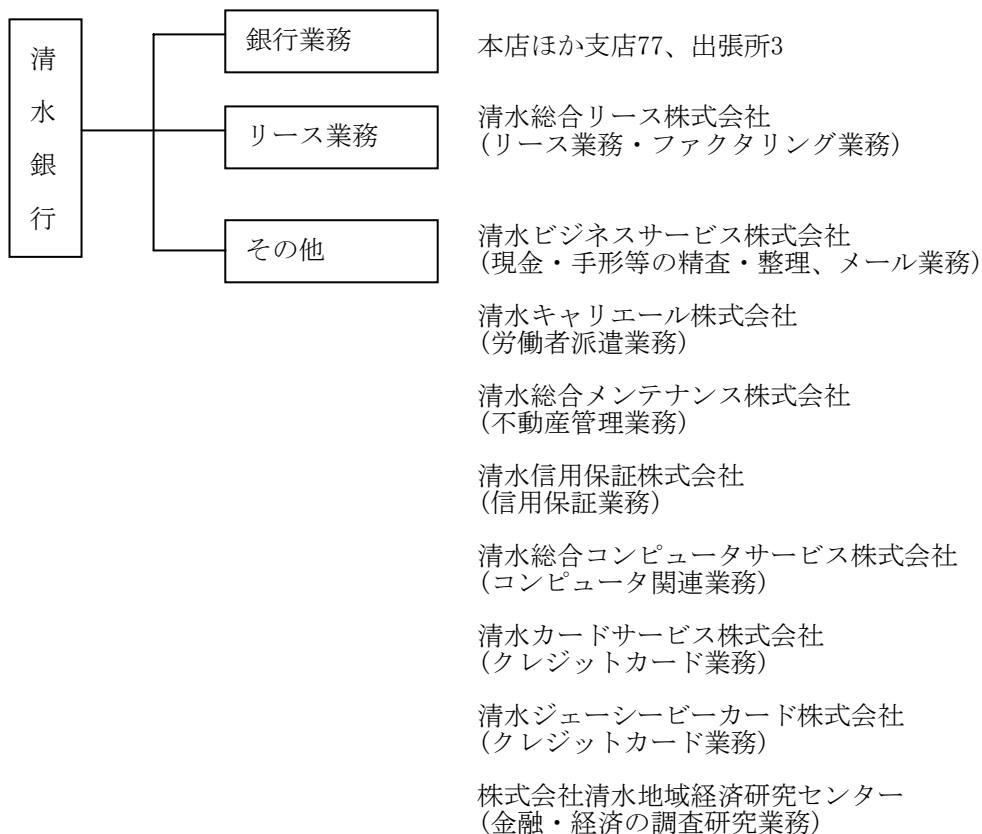 清水銀行
銀行業務
本店ほか支店77、出張所3
リース業務
清水総合リース株式会社
(リース業務・ファクタリング業務)
その他
清水ビジネスサービス株式会社
(現金・手形等の精査・整理、メール業務)
清水キャリエール株式会社
(労働者派遣業務)
清水総合メンテナンス株式会社
(不動産管理業務)
清水信用保証株式会社
(信用保証業務)
清水総合コンピュータサービス株式会社
(コンピュータ関連業務)
清水カードサービス株式会社
(クレジットカード業務)
清水ジェーシービーカード株式会社
(クレジットカード業務)
株式会社清水地域経済研究センター
(金融・経済の調査研究業務)